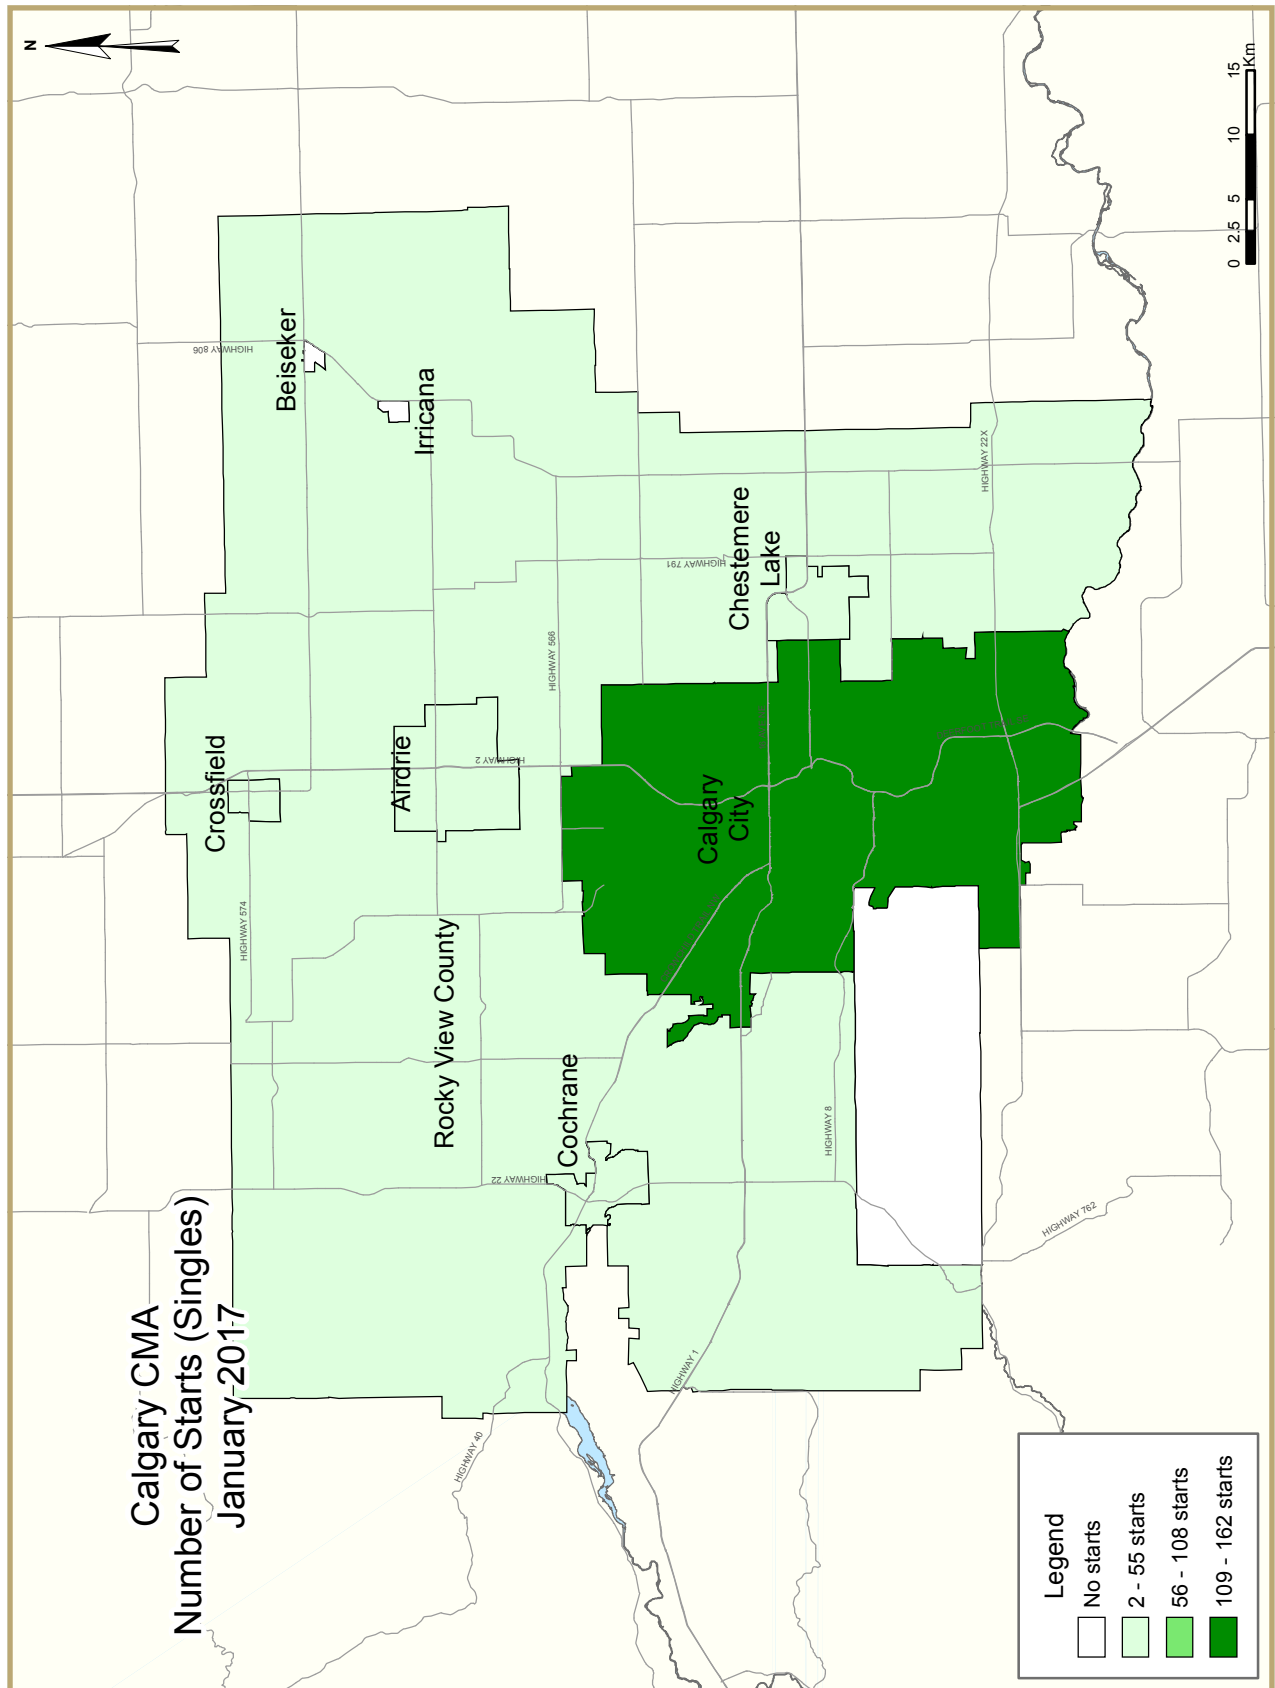 Calgary CMA
Number of Starts (Singles)
January 2017
N
Crossfield
Beiseker
Irricana
Airdrie
Rocky View County
Cochrane
Calgary
City
Chestemere
Lake
HIGHWAY 574
HIGHWAY 806
HIGHWAY 2
HIGHWAY 566
HIGHWAY 791
HIGHWAY 22
HIGHWAY 40
HIGHWAY 1
HIGHWAY 8
HIGHWAY 22X
HIGHWAY 762
Legend
No starts
2 - 55 starts
56 - 108 starts
109 - 162 starts
0 2.5 5 10 15
Km